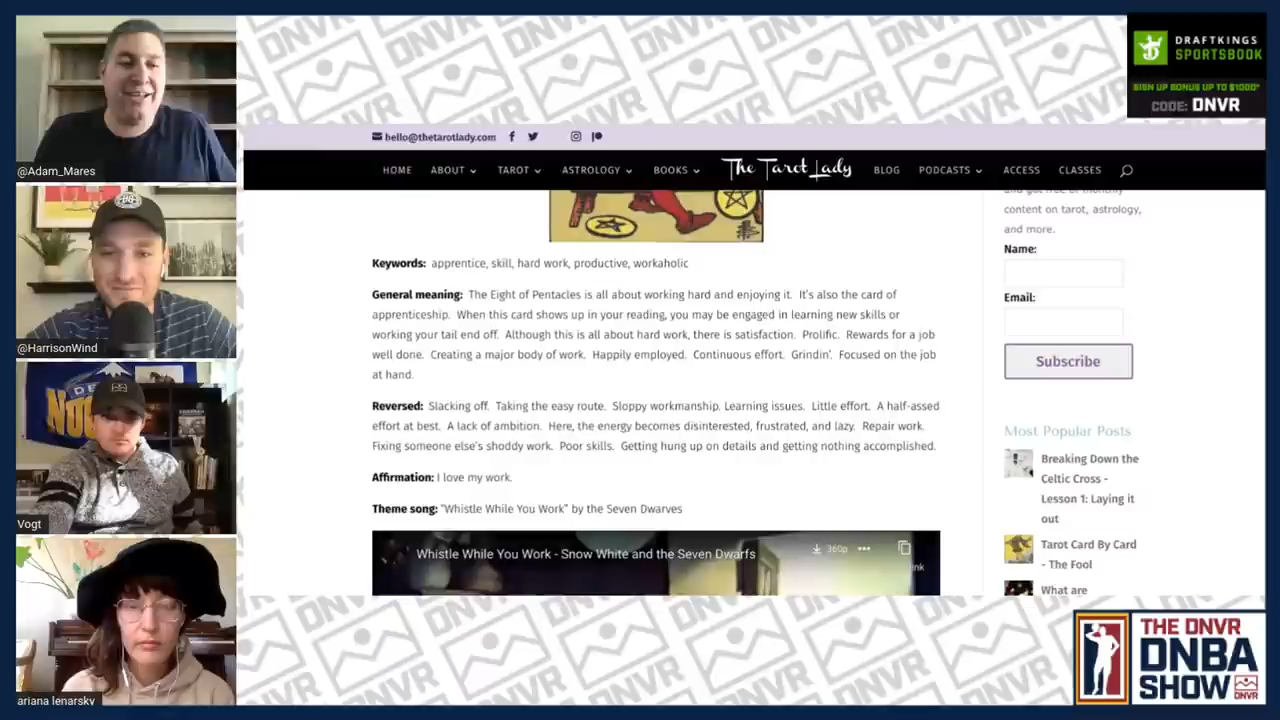 @Adam_Mares
@HarrisonWind
Vogt
ariana lenarsky
DRAFTKINGS
SPORTSBOOK
SIGN UP BONUS UP TO $1000*
CODE: DNVR
hello@thetarotlady.com
HOME ABOUT TAROT ASTROLOGY BOOKS The Tarot Lady BLOG PODCASTS ACCESS CLASSES
Keywords: apprentice, skill, hard work, productive, workaholic
General meaning: The Eight of Pentacles is all about working hard and enjoying it. It's also the card of
apprenticeship. When this card shows up in your reading, you may be engaged in learning new skills or
working your tail end off. Although this is all about hard work, there is satisfaction. Prolific. Rewards for a job
well done. Creating a major body of work. Happily employed. Continuous effort. Grindin'. Focused on the job
at hand.
Reversed: Slacking off. Taking the easy route. Sloppy workmanship. Learning issues. Little effort. A half-assed
effort at best. A lack of ambition. Here, the energy becomes disinterested, frustrated, and lazy. Repair work.
Fixing someone else's shoddy work. Poor skills. Getting hung up on details and getting nothing accomplished.
Affirmation: I love my work.
Theme song: "Whistle While You Work" by the Seven Dwarves
Whistle While You Work - Snow White and the Seven Dwarfs
360p
ink
content on tarot, astrology,
and more.
Name:
Email:
Subscribe
Most Popular Posts
Breaking Down the
Celtic Cross -
Lesson 1: Laying it
out
Tarot Card By Card
- The Fool
What are
THE DNVR
DNBA
SHOW
DNVR